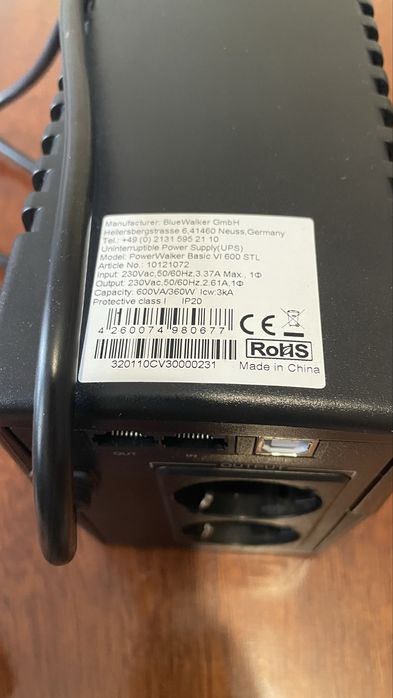 Manufacturer: BlueWalker GmbH
Hellersbergstrasse 6,41460 Neuss,Germany
Tel.: +49 (0) 2131 595 21 10
Uninterruptible Power Supply(UPS)
Model: PowerWalker Basic VI 600 STL
Article No.: 10121072
Input: 230Vac,50/60Hz,3.37A Max., 1Φ
Output: 230Vac,50/60Hz,2.61A,1Φ
Capacity: 600VA/360W Icw:3kA
Protective class I IP20
4 260074 980677
CE
RoHS
320110CV30000231
Made in China
OUT
IN
OUTPUT